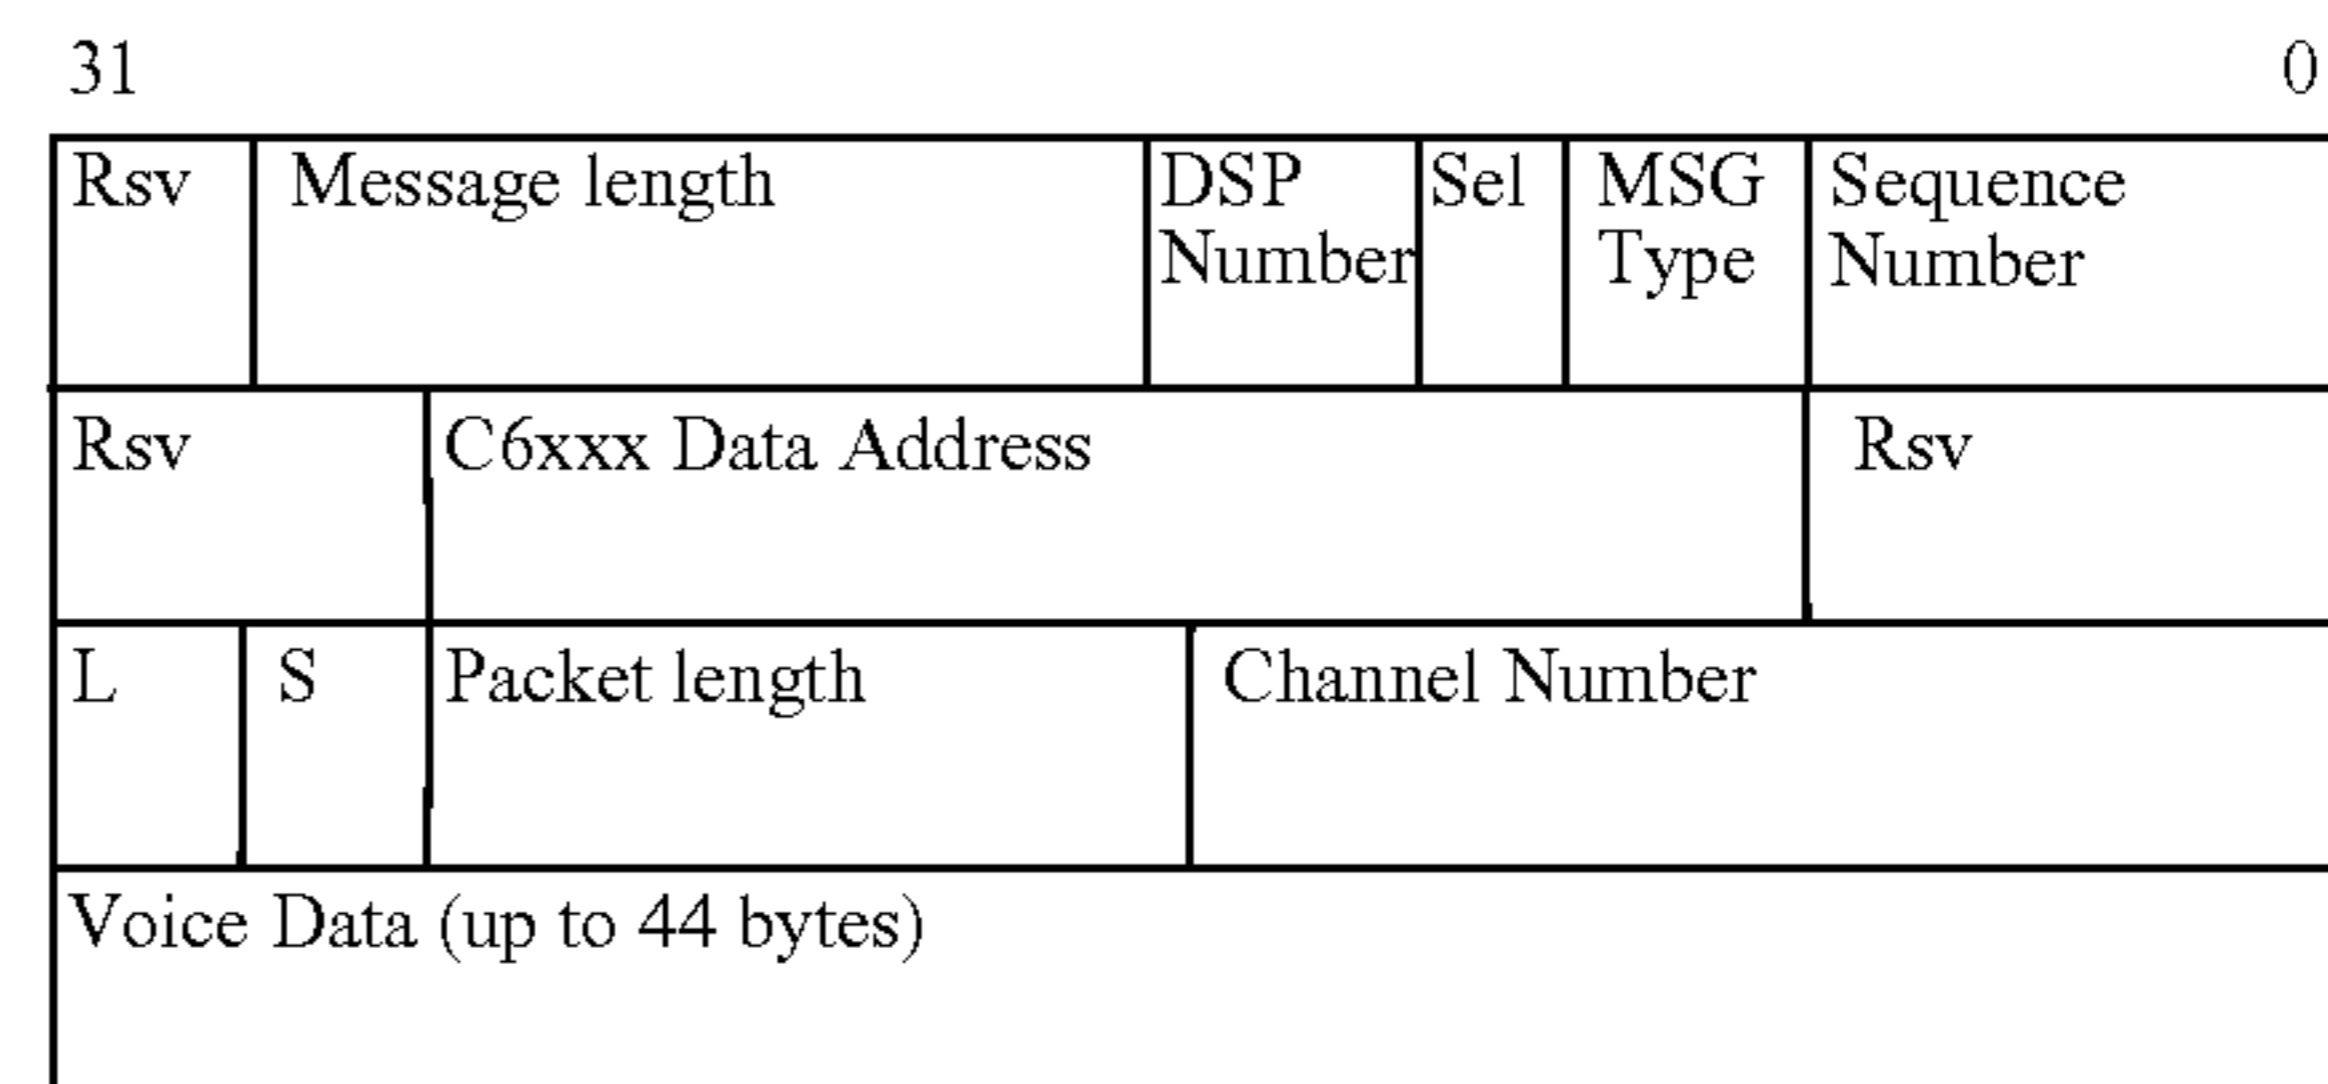 31 0
Rsv Message length DSP Number Sel MSG Type Sequence Number
Rsv C6xxx Data Address Rsv
L S Packet length Channel Number
Voice Data (up to 44 bytes)